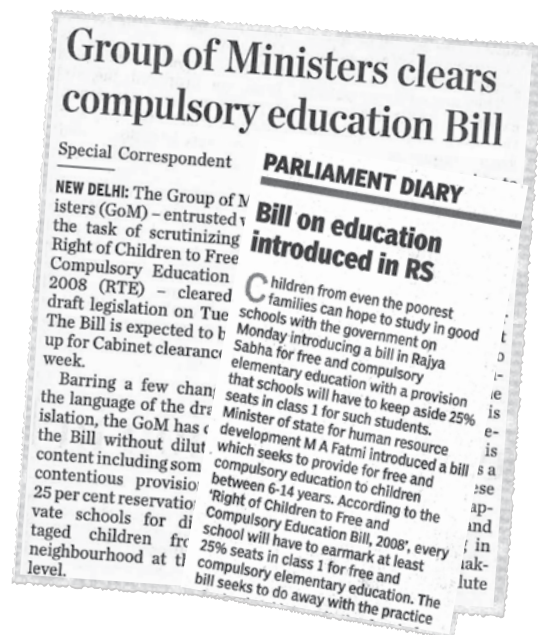 Group of Ministers clears
compulsory education Bill
Special Correspondent
NEW DELHI: The Group of M
isters (GoM) – entrusted
the task of scrutinizing
Right of Children to Free
Compulsory Education
2008 (RTE) – cleared
draft legislation on Tue
The Bill is expected to b
up for Cabinet clearance
week.
Barring a few chan
the language of the dra
islation, the GoM has
the Bill without dilut
content including som
contentious provisio
25 per cent reservatio
vate schools for di
taged children fro
neighbourhood at th
level.
PARLIAMENT DIARY
Bill on education
introduced in RS
Children from even the poorest
families can hope to study in good
schools with the government on
Monday introducing a bill in Rajya
Sabha for free and compulsory
elementary education with a provision
that schools will have to keep aside 25%
seats in class 1 for such students.
Minister of state for human resource
development M A Fatmi introduced a bill
which seeks to provide for free and
compulsory education to children
between 6-14 years. According to the
'Right of Children to Free and
Compulsory Education Bill, 2008', every
school will have to earmark at least
25% seats in class 1 for free and
compulsory elementary education. The
bill seeks to do away with the practice